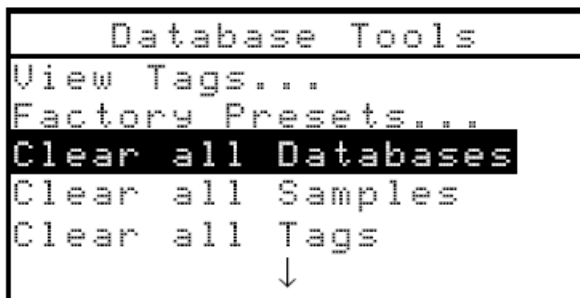 Database Tools
View Tags...
Factory Presets...
Clear all Databases
Clear all Samples
Clear all Tags
↓